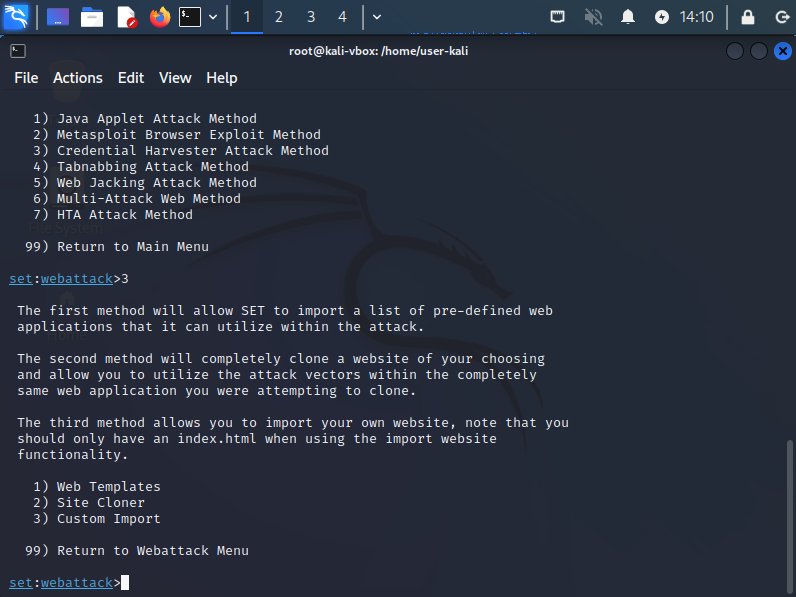 1 2 3 4 14:10
root@kali-vbox: /home/user-kali
File Actions Edit View Help
1) Java Applet Attack Method
2) Metasploit Browser Exploit Method
3) Credential Harvester Attack Method
4) Tabnabbing Attack Method
5) Web Jacking Attack Method
6) Multi-Attack Web Method
7) HTA Attack Method
File System
99) Return to Main Menu
set:webattack>3
The first method will allow SET to import a list of pre-defined web
applications that it can utilize within the attack.
Home
The second method will completely clone a website of your choosing
and allow you to utilize the attack vectors within the completely
same web application you were attempting to clone.
The third method allows you to import your own website, note that you
should only have an index.html when using the import website
functionality.
1) Web Templates
2) Site Cloner
3) Custom Import
99) Return to Webattack Menu
set:webattack>